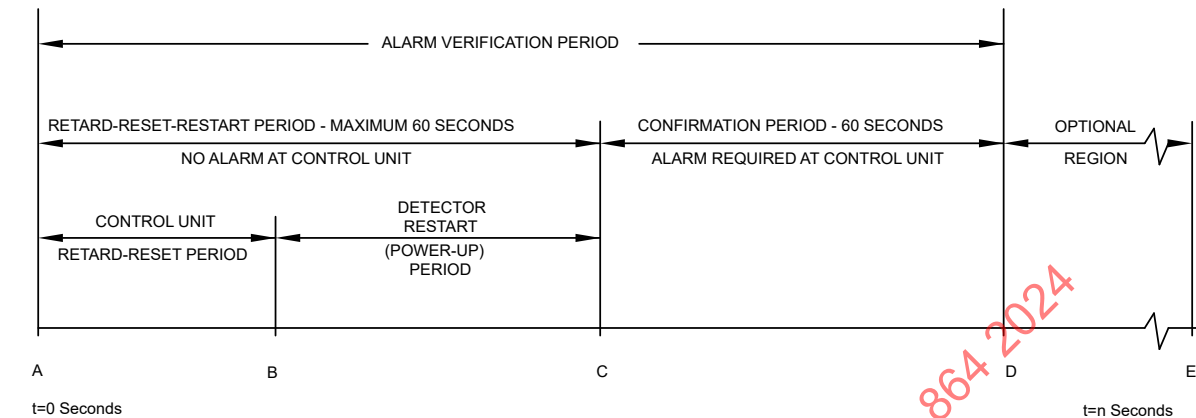 ALARM VERIFICATION PERIOD
RETARD-RESET-RESTART PERIOD - MAXIMUM 60 SECONDS
CONFIRMATION PERIOD - 60 SECONDS
OPTIONAL
NO ALARM AT CONTROL UNIT
ALARM REQUIRED AT CONTROL UNIT
REGION
CONTROL UNIT
RETARD-RESET PERIOD
DETECTOR
RESTART
(POWER-UP)
PERIOD
864 2024
A
B
C
D
E
t=0 Seconds
t=n Seconds